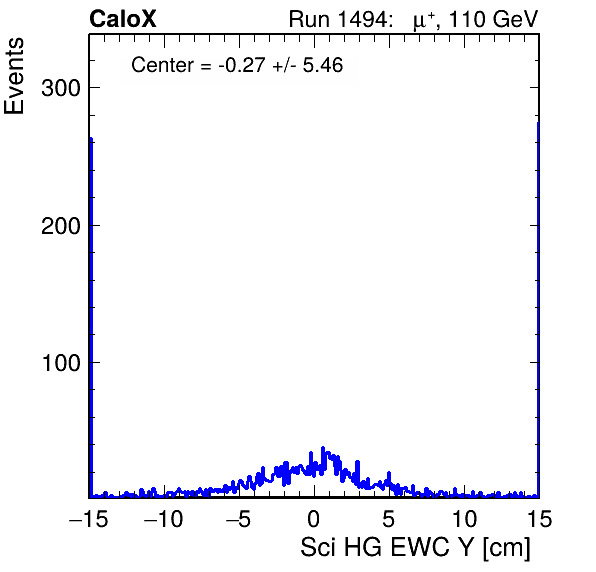 CaloX Run 1494: μ⁺, 110 GeV
Center = -0.27 +/- 5.46
Events
300
200
100
−15 −10 −5 0 5 10 15
Sci HG EWC Y [cm]